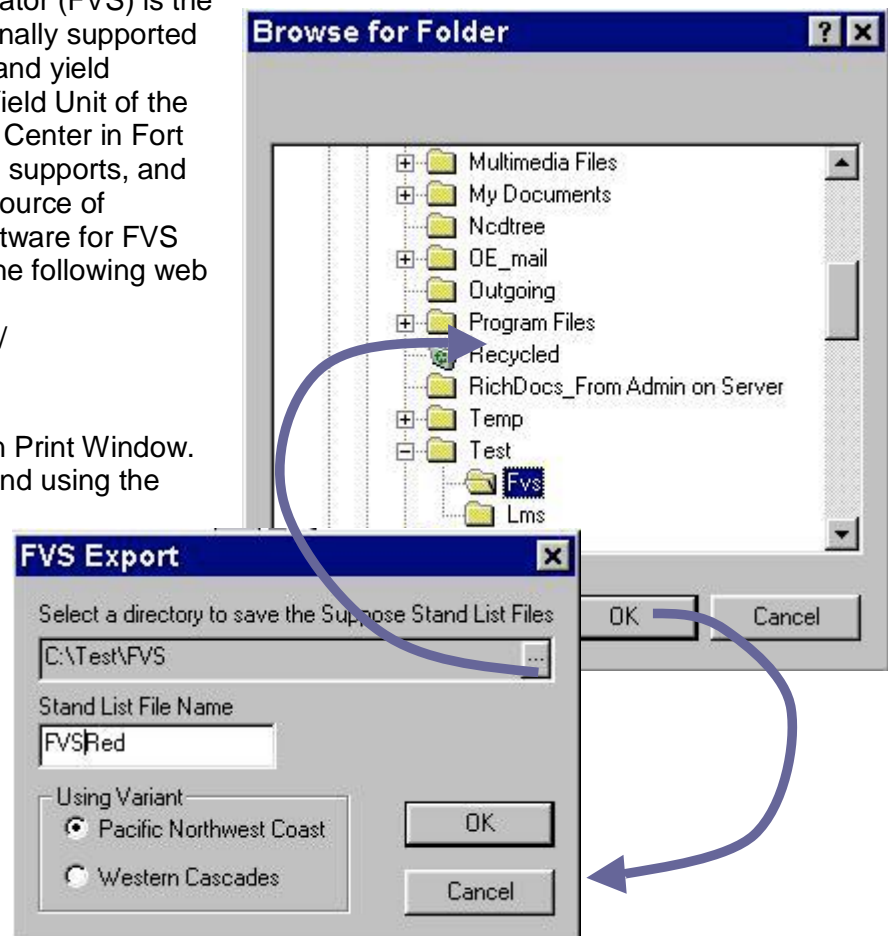 ator (FVS) is the
nally supported
and yield
ield Unit of the
Center in Fort
supports, and
ource of
tware for FVS
he following web
/
n Print Window.
nd using the
Browse for Folder
Multimedia Files
My Documents
Ncdtree
OE_mail
Outgoing
Program Files
Recycled
RichDocs_From Admin on Server
Temp
Test
Fvs
Lms
OK Cancel
FVS Export
Select a directory to save the Suppose Stand List Files
C:\Test\FVS ...
Stand List File Name
FVSRed
Using Variant
Pacific Northwest Coast
Western Cascades
OK
Cancel